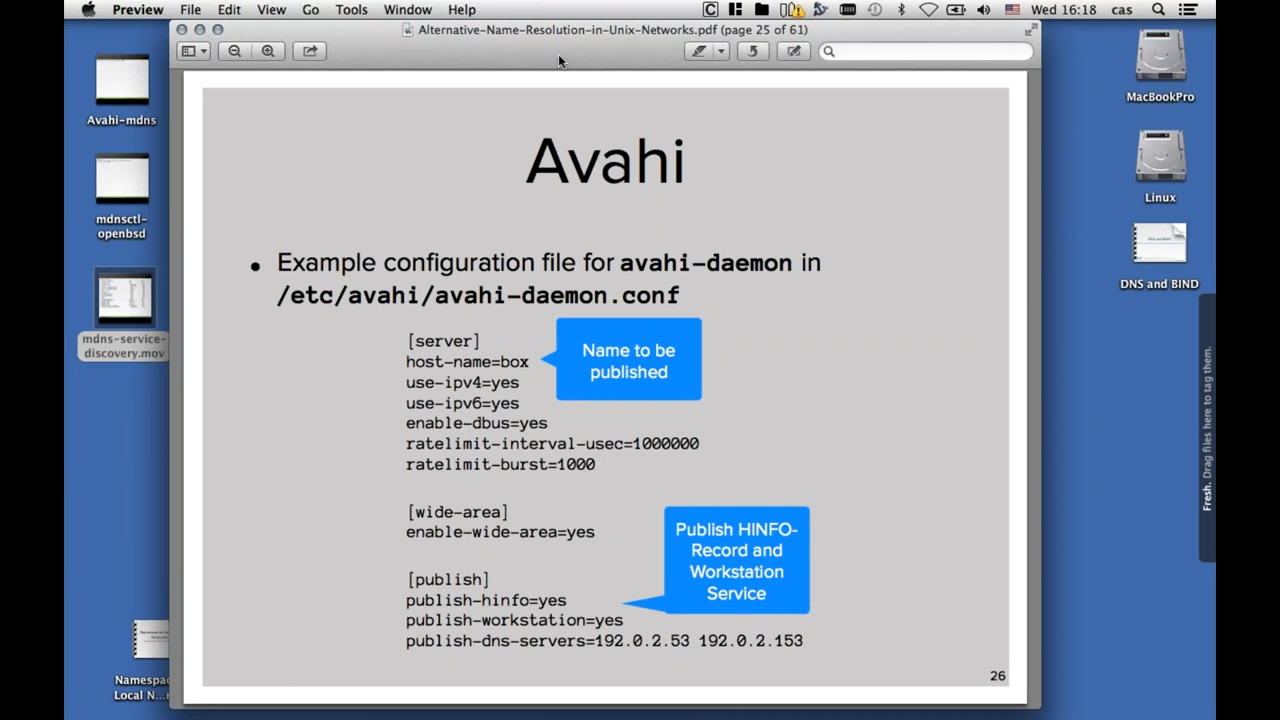 Preview File Edit View Go Tools Window Help Wed 16:18 cas
Alternative-Name-Resolution-in-Unix-Networks.pdf (page 25 of 61)
Avahi-mdns
mdnsctl-
openbsd
mdns-service-
discovery.mov
Local N...
MacBookPro
Linux
DNS and BIND
Fresh. Drag files here to tag them.
Avahi
• Example configuration file for avahi-daemon in
/etc/avahi/avahi-daemon.conf
[server]
host-name=box
use-ipv4=yes
use-ipv6=yes
enable-dbus=yes
ratelimit-interval-usec=1000000
ratelimit-burst=1000
Name to be
published
[wide-area]
enable-wide-area=yes
[publish]
publish-hinfo=yes
publish-workstation=yes
publish-dns-servers=192.0.2.53 192.0.2.153
Publish HINFO-
Record and
Workstation
Service
26